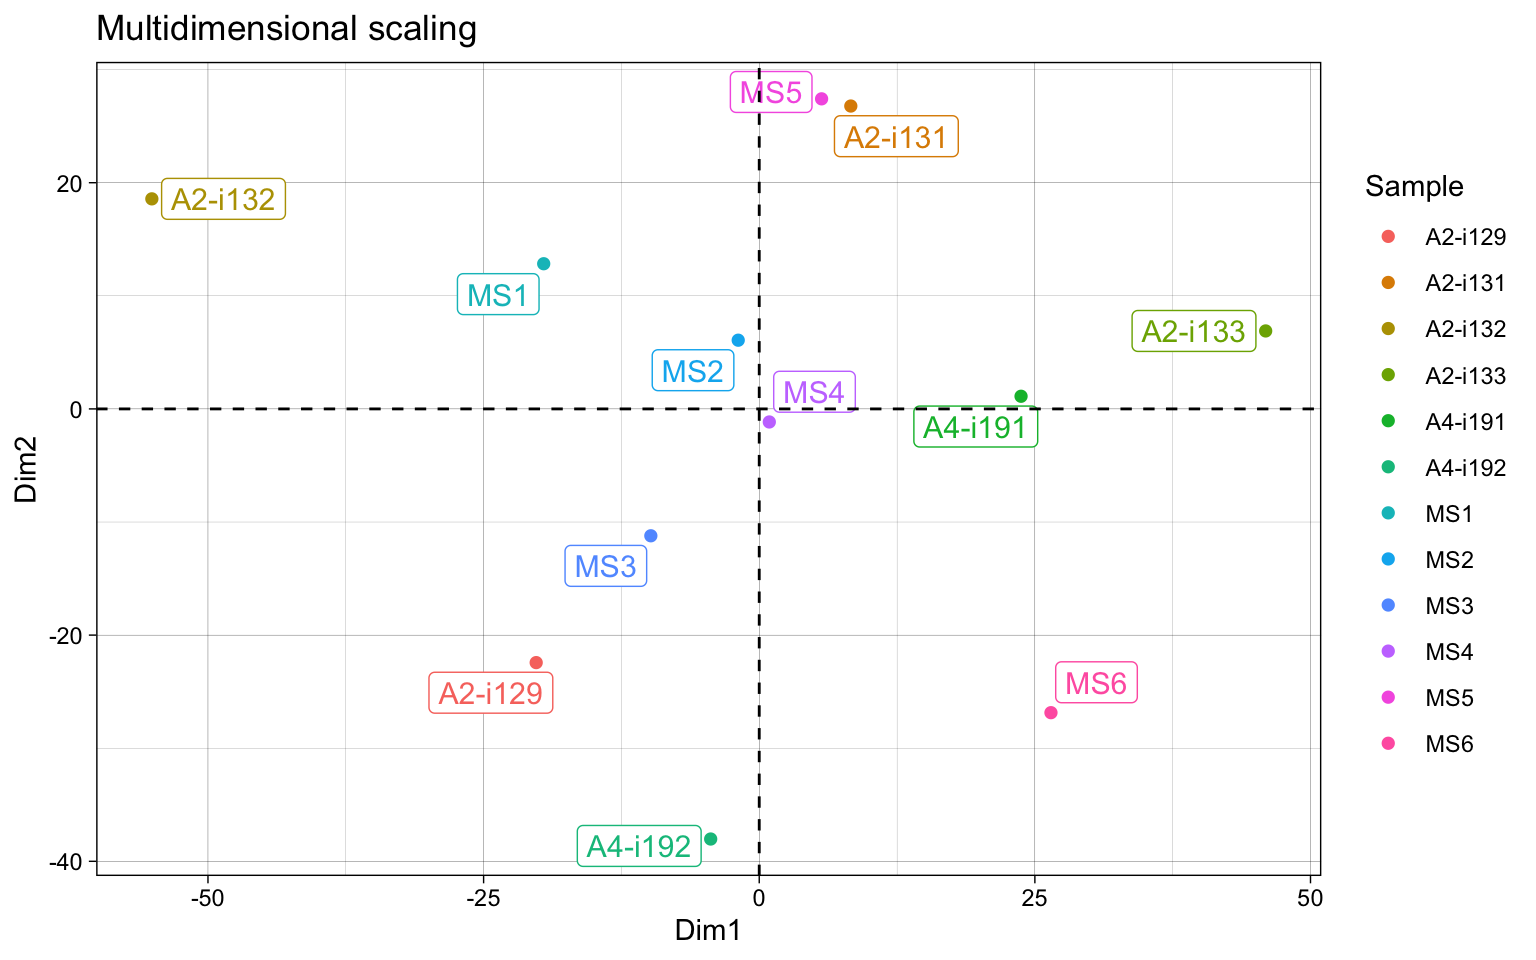 Multidimensional scaling
MS5
A2-i131
A2-i132
MS1
MS2
MS4
A2-i133
A4-i191
MS3
A2-i129
MS6
A4-i192
20
0
-20
-40
Dim2
-50
-25
0
25
50
Dim1
Sample
A2-i129
A2-i131
A2-i132
A2-i133
A4-i191
A4-i192
MS1
MS2
MS3
MS4
MS5
MS6